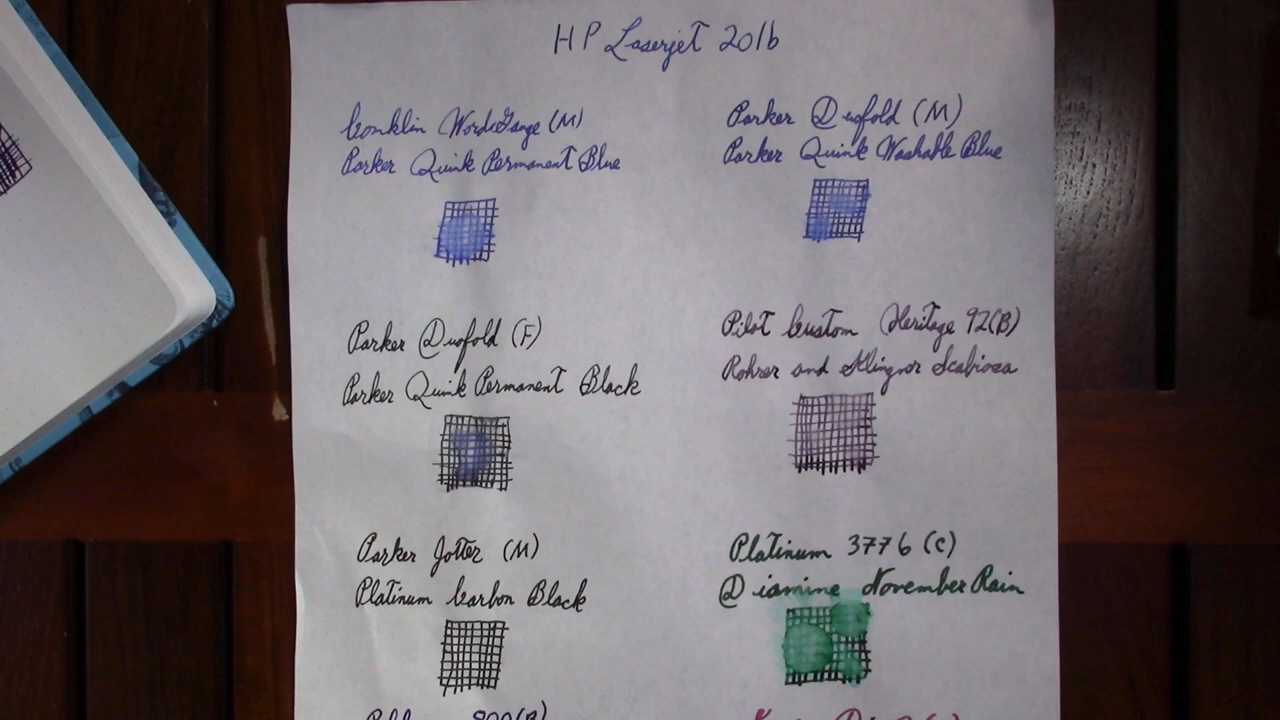 HP Laserjet 20lb
Conklin WordGauge (M)
Parker Quink Permanent Blue
Parker Duofold (M)
Parker Quink Washable Blue
Parker Duofold (F)
Parker Quink Permanent Black
Pilot Custom Heritage 92(B)
Rohrer and Klingner Scabiosa
Parker Jotter (M)
Platinum Carbon Black
Platinum 3776 (C)
Diamine November Rain